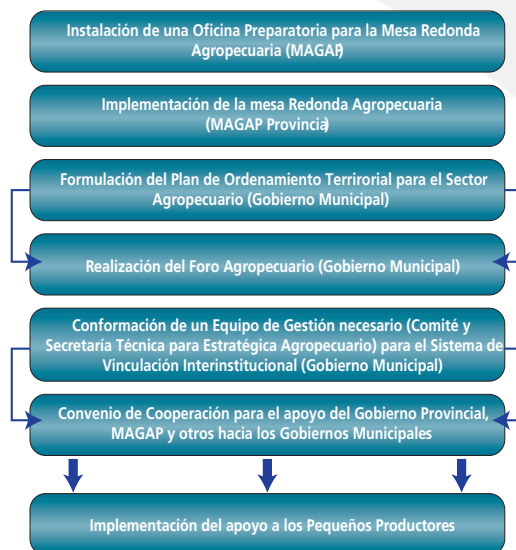 Instalación de una Oficina Preparatoria para la Mesa Redonda
Agropecuaria (MAGAP)
Implementación de la mesa Redonda Agropecuaria
(MAGAP Provincia)
Formulación del Plan de Ordenamiento Terrirorial para el Sector
Agropecuario (Gobierno Municipal)
Realización del Foro Agropecuario (Gobierno Municipal)
Conformación de un Equipo de Gestión necesario (Comité y
Secretaría Técnica para Estratégica Agropecuario) para el Sistema de
Vinculación Interinstitucional (Gobierno Municipal)
Convenio de Cooperación para el apoyo del Gobierno Provincial,
MAGAP y otros hacia los Gobiernos Municipales
Implementación del apoyo a los Pequeños Productores